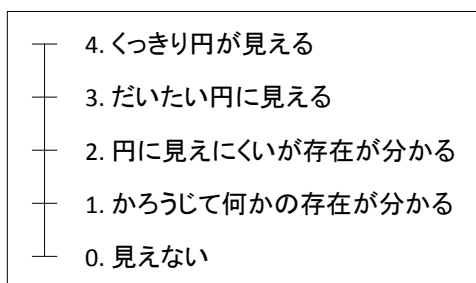 4. くっきり円が見える
3. だいたい円に見える
2. 円に見えにくいが存在が分かる
1. かろうじて何かの存在が分かる
0. 見えない